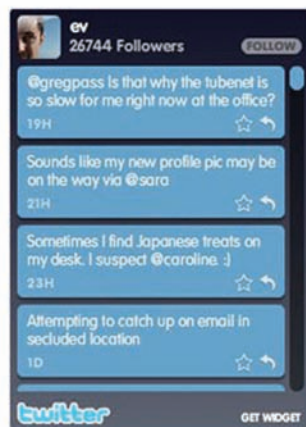 ev
26744 Followers
FOLLOW
@gregpass Is that why the tubenet is
so slow for me right now at the office?
19H
Sounds like my new profile pic may be
on the way via @sara
21H
Sometimes I find Japanese treats on
my desk. I suspect @caroline. :)
23H
Attempting to catch up on email in
secluded location
1D
twitter
GET WIDGET